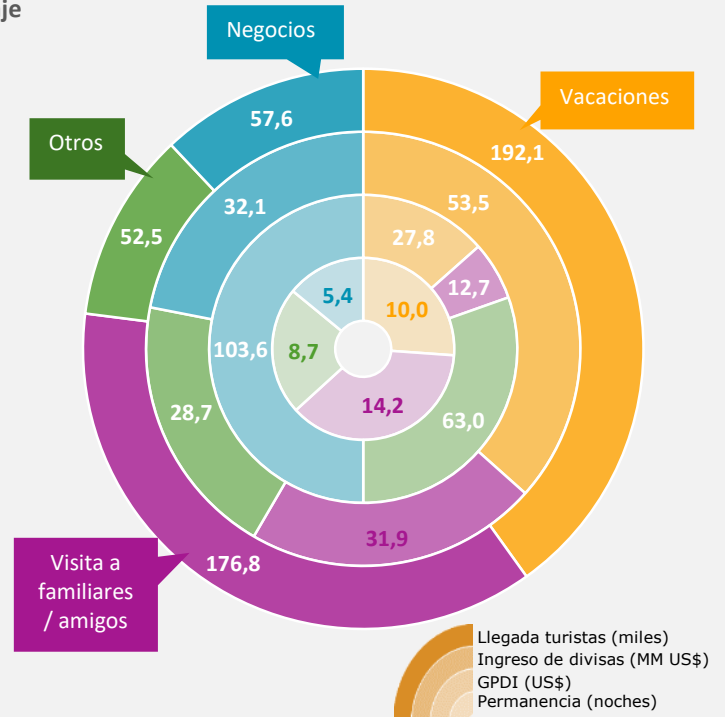 je
Negocios
Vacaciones
57,6
192,1
Otros
32,1
53,5
52,5
27,8
12,7
5,4
10,0
103,6
8,7
14,2
28,7
63,0
31,9
176,8
Visita a
familiares
/ amigos
Llegada turistas (miles)
Ingreso de divisas (MM US$)
GPDI (US$)
Permanencia (noches)